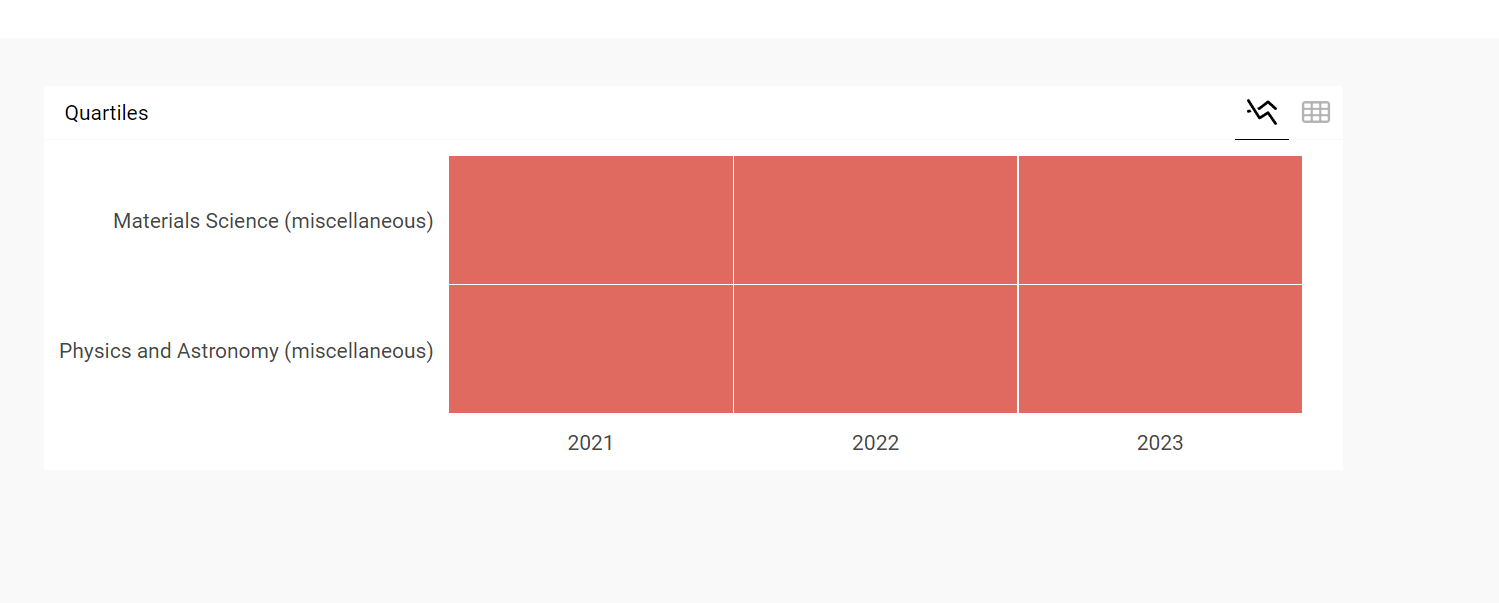 Quartiles
Materials Science (miscellaneous)
Physics and Astronomy (miscellaneous)
2021 2022 2023